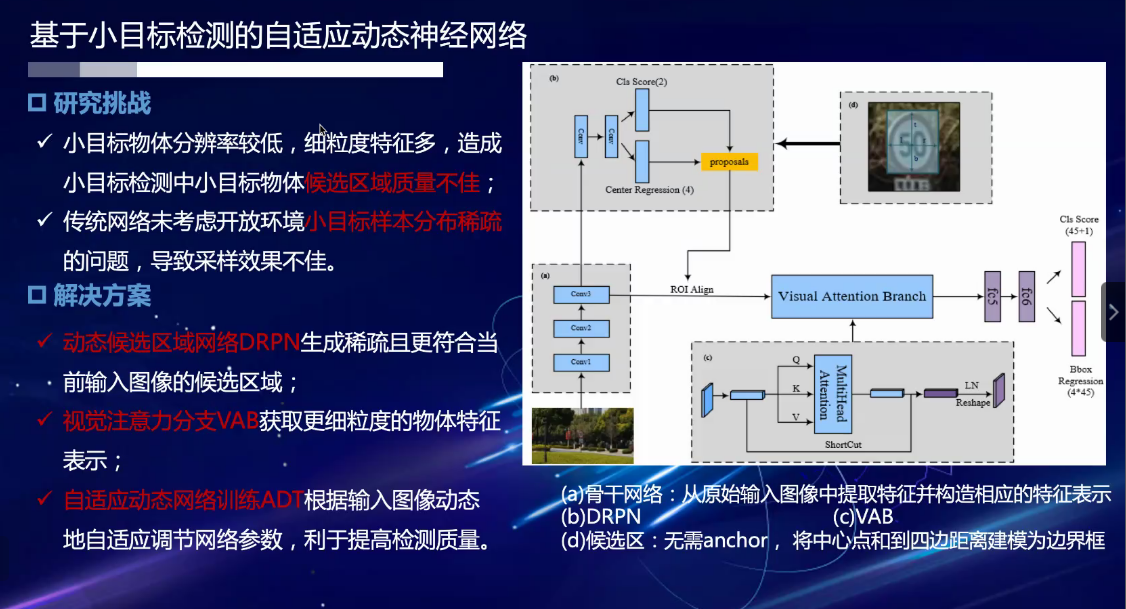 基于小目标检测的自适应动态神经网络
研究挑战
✓ 小目标物体分辨率较低，细粒度特征多，造成
小目标检测中小目标物体候选区域质量不佳；
✓ 传统网络未考虑开放环境小目标样本分布稀疏
的问题，导致采样效果不佳。
解决方案
✓ 动态候选区域网络DRPN生成稀疏且更符合当
前输入图像的候选区域；
✓ 视觉注意力分支VAB获取更细粒度的物体特征
表示；
✓ 自适应动态网络训练ADT根据输入图像动态
地自适应调节网络参数，利于提高检测质量。
(b)
Cls Score(2)
Conv
Conv
proposals
Center Regression (4)
(d)
50
t
b
(a)
Conv3
Conv2
Conv1
ROI Align
Visual Attention Branch
fc5
fc6
Cls Score
(45+1)
Bbox
Regression
(4*45)
(c)
Q
K
V
MultiHead
Attention
LN
Reshape
ShortCut
(a)骨干网络：从原始输入图像中提取特征并构造相应的特征表示
(b)DRPN (c)VAB
(d)候选区：无需anchor， 将中心点和到四边距离建模为边界框